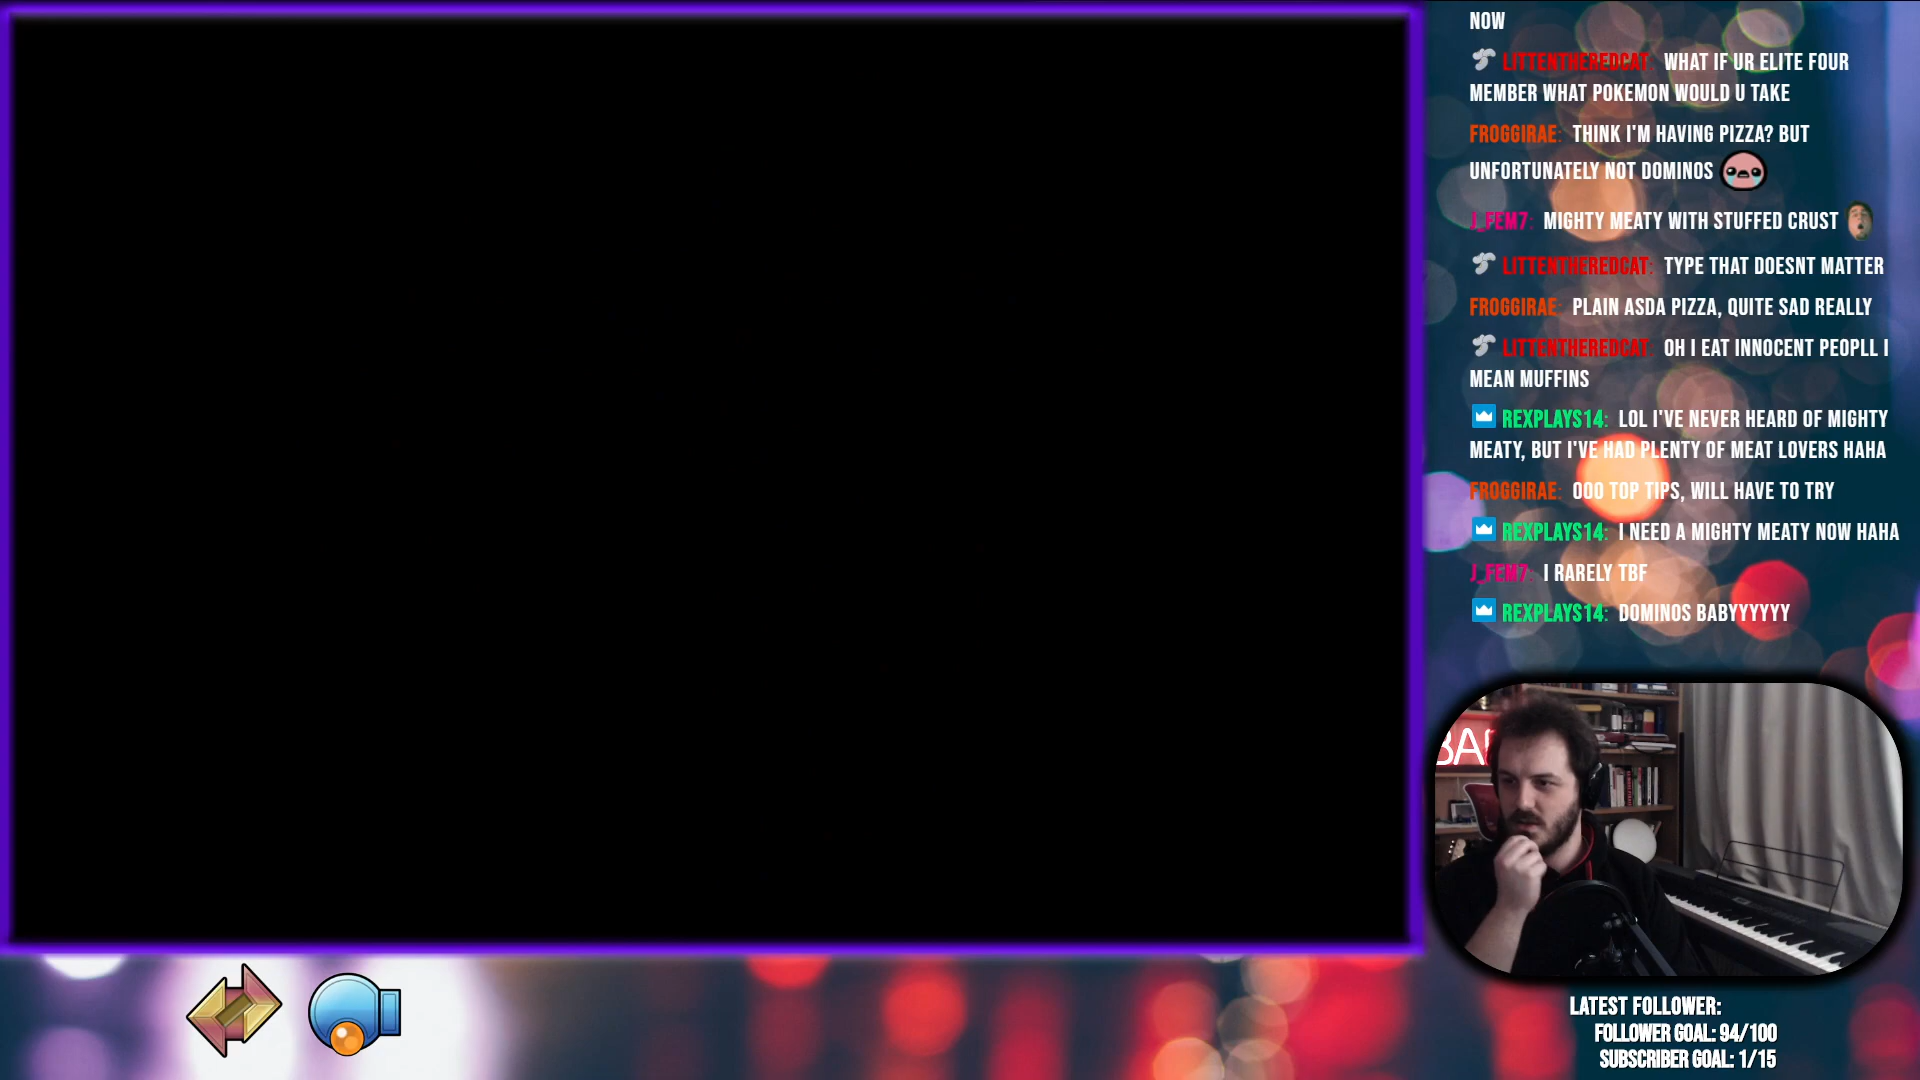 NOW
LITTENTHEREDCAT: WHAT IF UR ELITE FOUR
MEMBER WHAT POKEMON WOULD U TAKE
FROGGIRAE: THINK I'M HAVING PIZZA? BUT
UNFORTUNATELY NOT DOMINOS
J_FEM7: MIGHTY MEATY WITH STUFFED CRUST
LITTENTHEREDCAT: TYPE THAT DOESNT MATTER
FROGGIRAE: PLAIN ASDA PIZZA, QUITE SAD REALLY
LITTENTHEREDCAT: OH I EAT INNOCENT PEOPLL I
MEAN MUFFINS
REXPLAYS14: LOL I'VE NEVER HEARD OF MIGHTY
MEATY, BUT I'VE HAD PLENTY OF MEAT LOVERS HAHA
FROGGIRAE: OOO TOP TIPS, WILL HAVE TO TRY
REXPLAYS14: I NEED A MIGHTY MEATY NOW HAHA
J_FEM7: I RARELY TBF
REXPLAYS14: DOMINOS BABYYYYYY
BA
LATEST FOLLOWER:
FOLLOWER GOAL: 94/100
SUBSCRIBER GOAL: 1/15